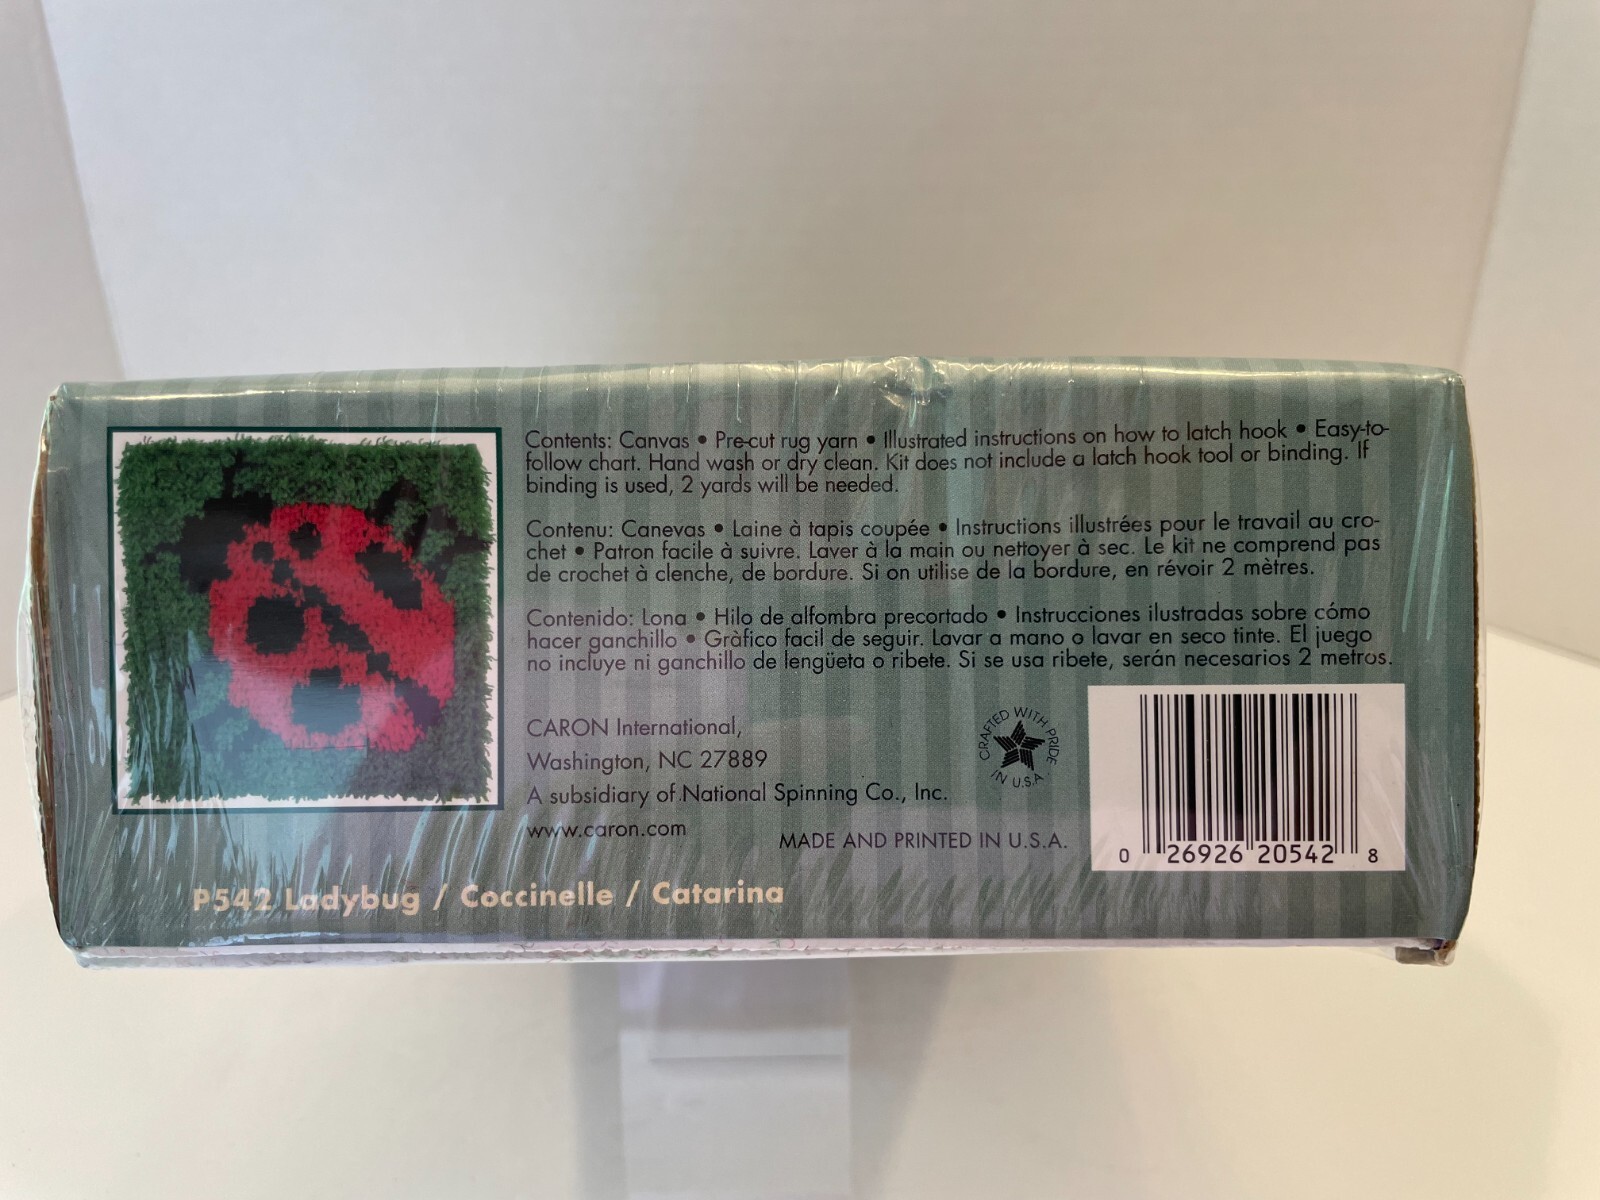 Contents: Canvas • Pre-cut rug yarn • Illustrated instructions on how to latch hook • Easy-to-
follow chart. Hand wash or dry clean. Kit does not include a latch hook tool or binding. If
binding is used, 2 yards will be needed.
Contenu: Canevas • Laine à tapis coupée • Instructions illustrées pour le travail au cro-
chet • Patron facile à suivre. Laver à la main ou nettoyer à sec. Le kit ne comprend pas
de crochet à clenche, de bordure. Si on utilise de la bordure, en révoir 2 mètres.
Contenido: Lona • Hilo de alfombra precortado • Instrucciones ilustradas sobre cómo
hacer ganchillo • Gràfico facil de seguir. Lavar a mano o lavar en seco tinte. El juego
no incluye ni ganchillo de lengüeta o ribete. Si se usa ribete, serán necesarios 2 metros.
CARON International,
Washington, NC 27889
A subsidiary of National Spinning Co., Inc.
www.caron.com
MADE AND PRINTED IN U.S.A.
CRAFTED WITH PRIDE
IN U.S.A.
0 26926 20542 8
P542 Ladybug / Coccinelle / Catarina